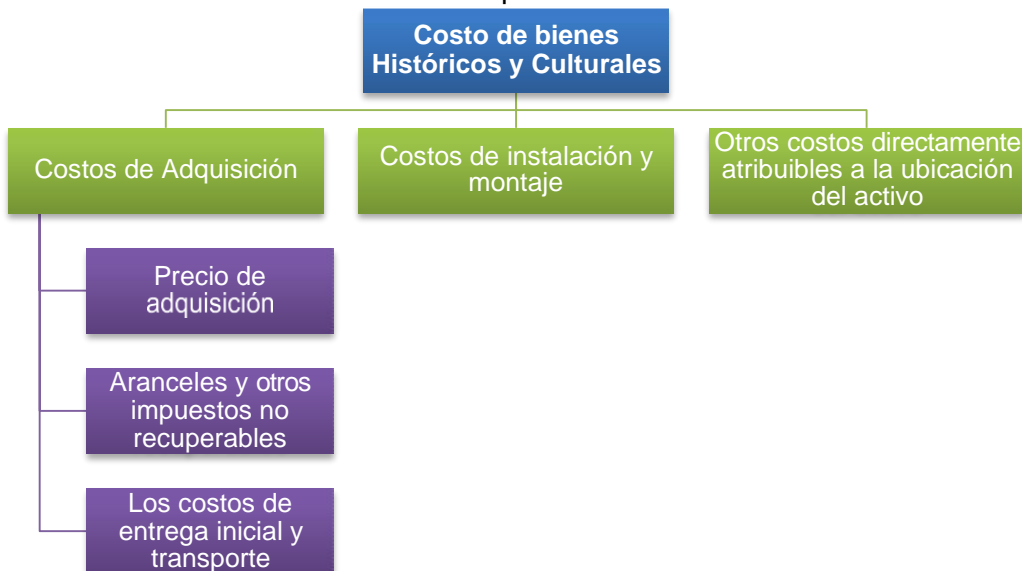 Costo de bienes
Históricos y Culturales
Costos de Adquisición
Costos de instalación y
montaje
Otros costos directamente
atribuibles a la ubicación
del activo
Precio de
adquisición
Aranceles y otros
impuestos no
recuperables
Los costos de
entrega inicial y
transporte